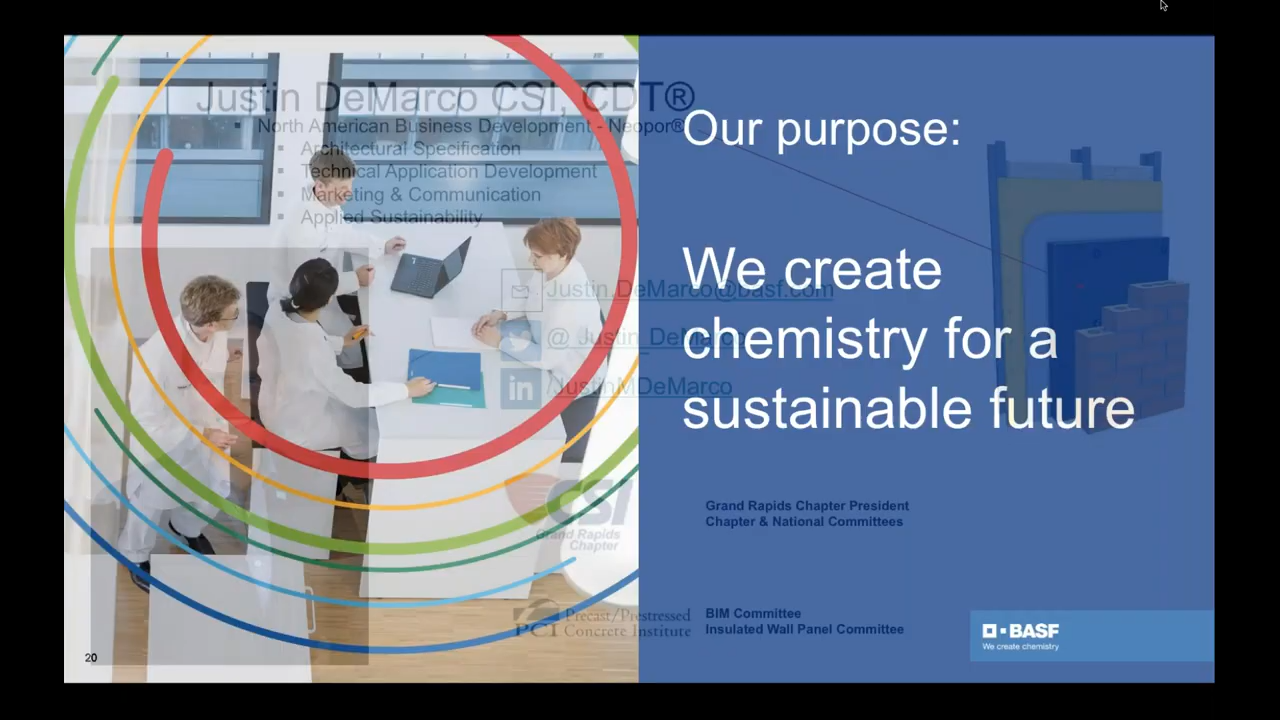 Justin DeMarco CSI, CDT®
▪ North American Business Development - Neopor®
▪ Architectural Specification
▪ Technical Application Development
▪ Marketing & Communication
▪ Applied Sustainability
Our purpose:
We create
chemistry for a
sustainable future
Justin.DeMarco@basf.com
@ Justin_DeMarco
in /JustinMDeMarco
CSI
Grand Rapids
Chapter
Grand Rapids Chapter President
Chapter & National Committees
PCI Precast/Prestressed
Concrete Institute
BIM Committee
Insulated Wall Panel Committee
BASF
We create chemistry
20